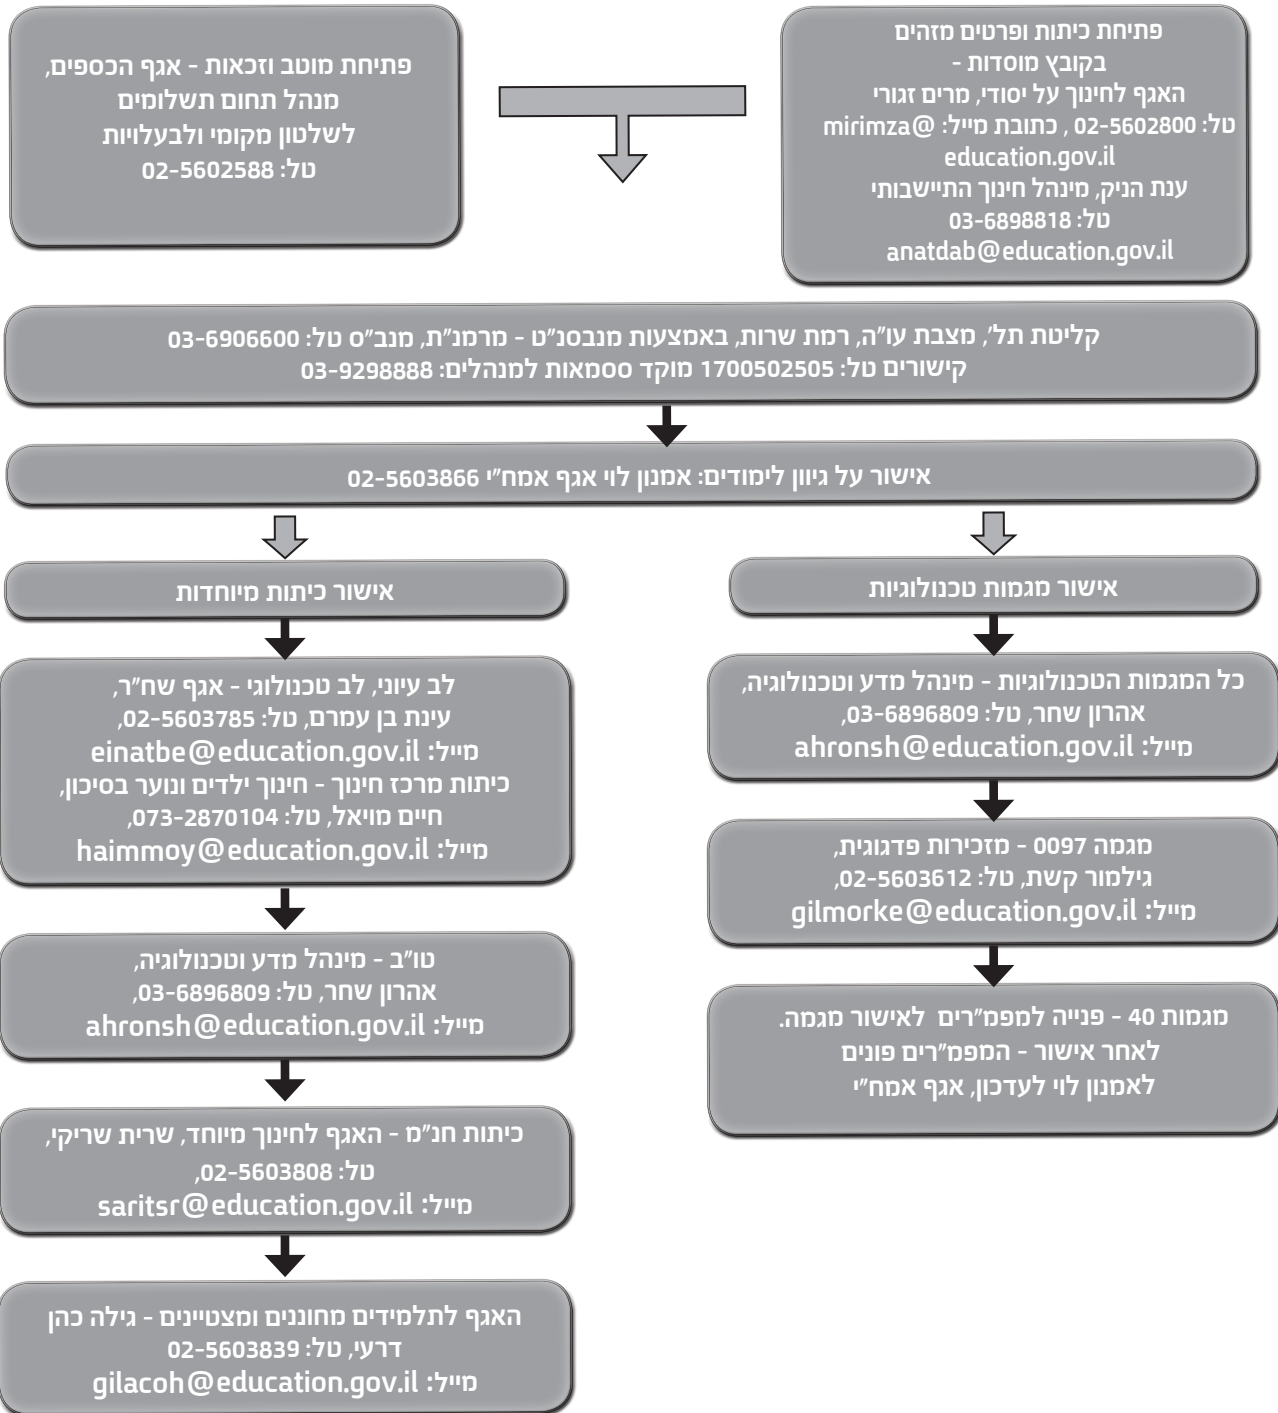 פתיחת כיתות ופרטים מזהים
בקובץ מוסדות -
האגף לחינוך על יסודי, מרים זגורי
טל: 02-5602800 , כתובת מייל: @mirimza
education.gov.il
ענת הניק, מינהל חינוך התיישבותי
טל: 03-6898818
anatdab@education.gov.il
פתיחת מוטב וזכאות - אגף הכספים,
מנהל תחום תשלומים
לשלטון מקומי ולבעלויות
טל: 02-5602588
קליטת תל', מצבת עו"ה, רמת שרות, באמצעות מנבסנ"ט - מרמנ"ת, מנב"ס טל: 03-6906600
קישורים טל: 1700502505 מוקד ססמאות למנהלים: 03-9298888
אישור על גיוון לימודים: אמנון לוי אגף אמח"י 02-5603866
אישור מגמות טכנולוגיות
כל המגמות הטכנולוגיות - מינהל מדע וטכנולוגיה,
אהרון שחר, טל: 03-6896809,
מייל: ahronsh@education.gov.il
מגמה 0097 - מזכירות פדגוגית,
גילמור קשת, טל: 02-5603612,
מייל: gilmorke@education.gov.il
מגמות 40 - פנייה למפמ"רים לאישור מגמה.
לאחר אישור - המפמ"רים פונים
לאמנון לוי לעדכון, אגף אמח"י
אישור כיתות מיוחדות
לב עיוני, לב טכנולוגי - אגף שח"ר,
עינת בן עמרם, טל: 02-5603785,
מייל: einatbe@education.gov.il
כיתות מרכז חינוך - חינוך ילדים ונוער בסיכון,
חיים מויאל, טל: 073-2870104,
מייל: haimmoy@education.gov.il
טו"ב - מינהל מדע וטכנולוגיה,
אהרון שחר, טל: 03-6896809,
מייל: ahronsh@education.gov.il
כיתות חנ"מ - האגף לחינוך מיוחד, שרית שריקי,
טל: 02-5603808,
מייל: saritsr@education.gov.il
האגף לתלמידים מחוננים ומצטיינים - גילה כהן
דרעי, טל: 02-5603839
מייל: gilacoh@education.gov.il